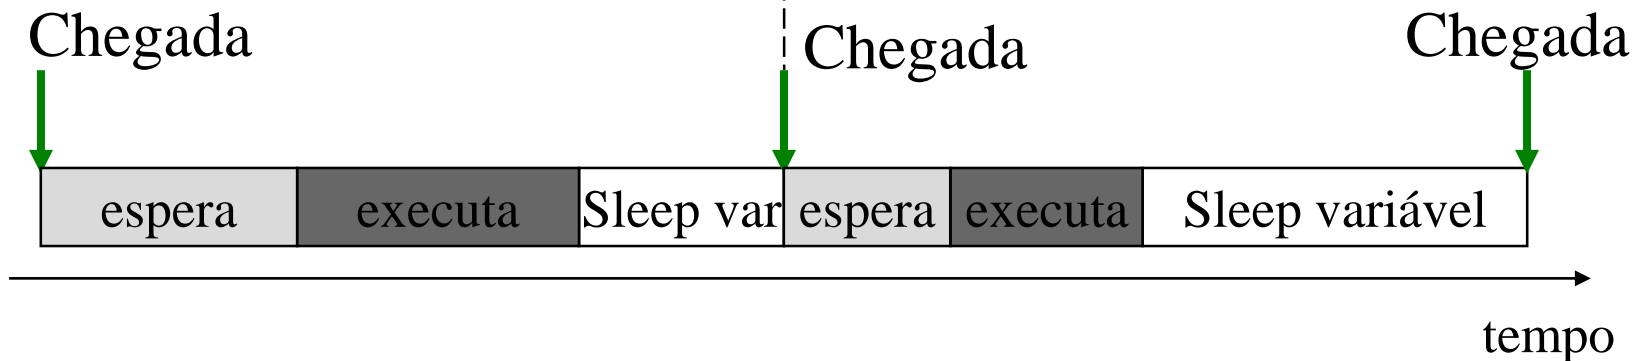 Chegada
Chegada
Chegada
espera
executa
Sleep var
espera
executa
Sleep variável
tempo